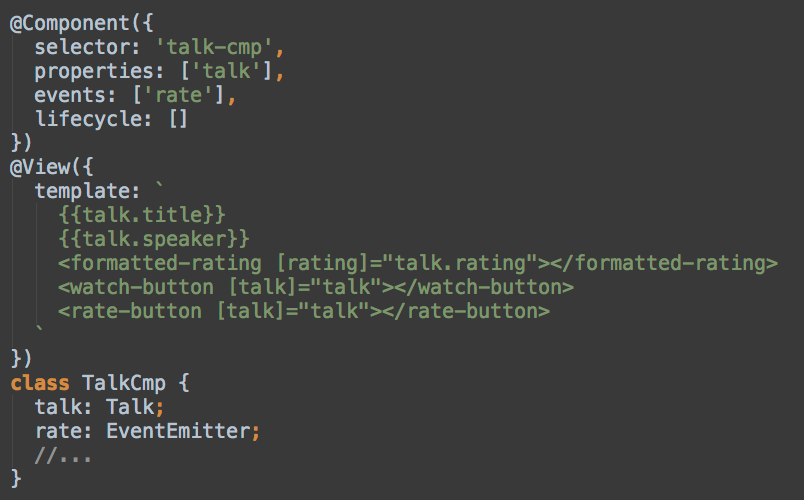 @Component({
  selector: 'talk-cmp',
  properties: ['talk'],
  events: ['rate'],
  lifecycle: []
})
@View({
  template: `
    {{talk.title}}
    {{talk.speaker}}
    <formatted-rating [rating]="talk.rating"></formatted-rating>
    <watch-button [talk]="talk"></watch-button>
    <rate-button [talk]="talk"></rate-button>
  `
})
class TalkCmp {
  talk: Talk;
  rate: EventEmitter;
  //...
}